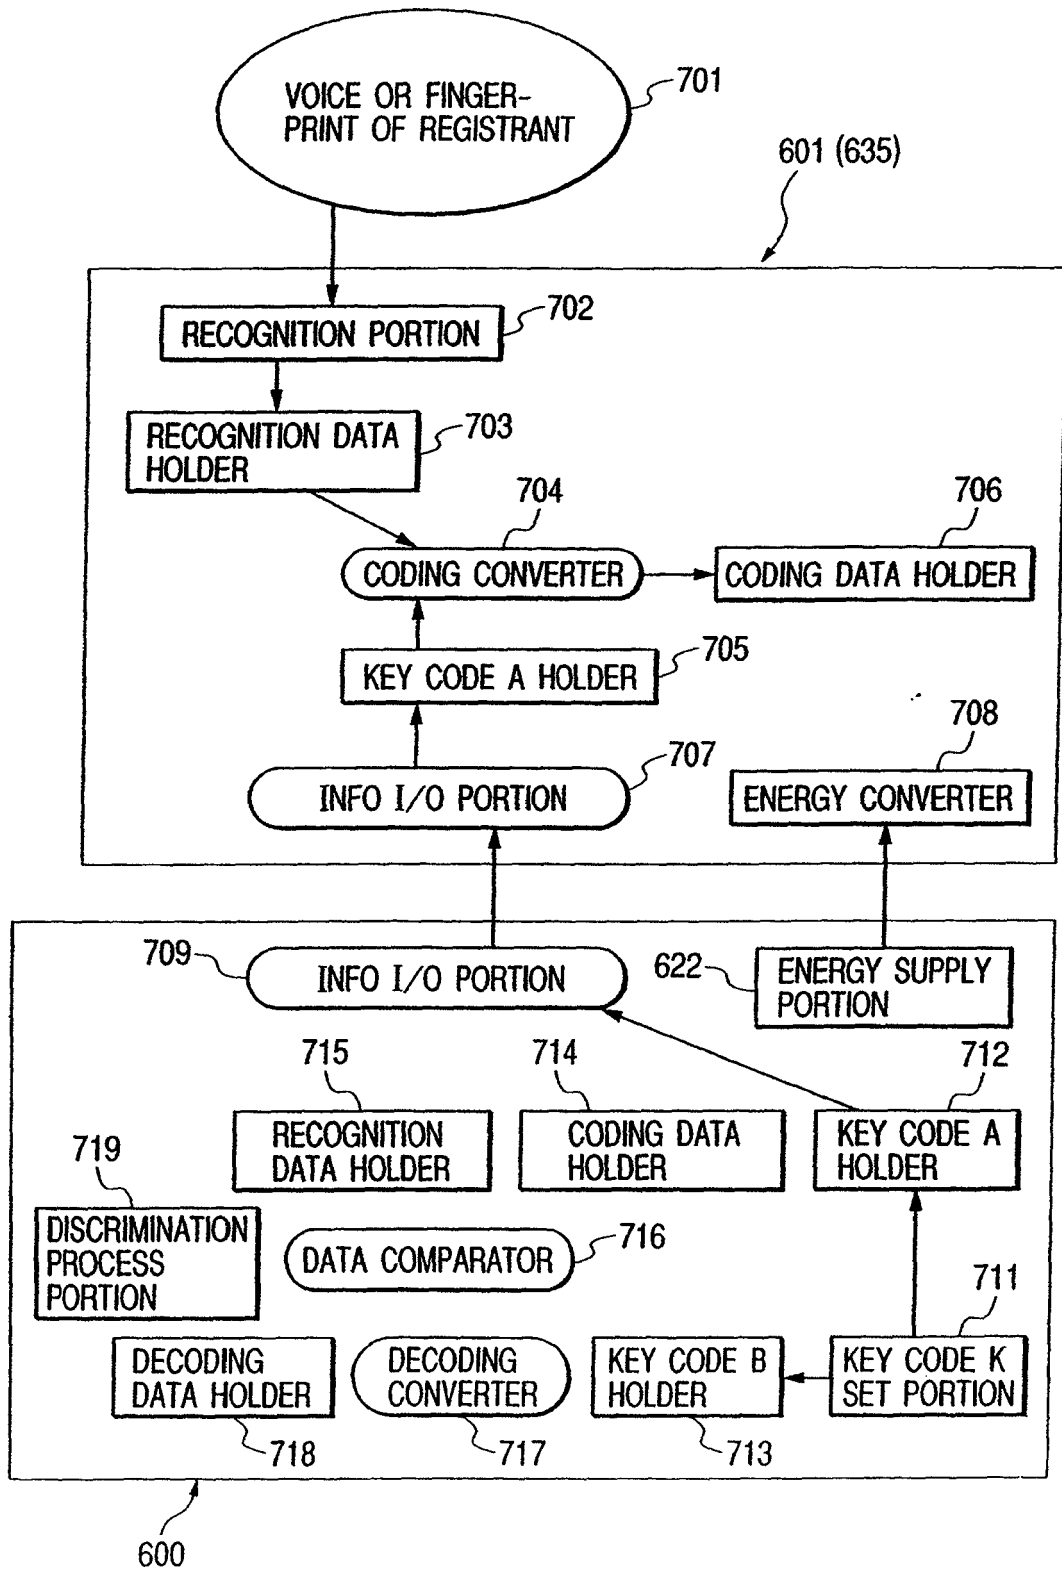 VOICE OR FINGER-
PRINT OF REGISTRANT
701
601 (635)
702
RECOGNITION PORTION
703
RECOGNITION DATA
HOLDER
704
706
CODING CONVERTER
CODING DATA HOLDER
705
KEY CODE A HOLDER
708
707
INFO I/O PORTION
ENERGY CONVERTER
709
INFO I/O PORTION
622
ENERGY SUPPLY
PORTION
715
714
712
RECOGNITION
DATA HOLDER
CODING DATA
HOLDER
KEY CODE A
HOLDER
719
DISCRIMINATION
PROCESS
PORTION
DATA COMPARATOR
716
711
DECODING
DATA HOLDER
DECODING
CONVERTER
KEY CODE B
HOLDER
KEY CODE K
SET PORTION
718
717
713
600